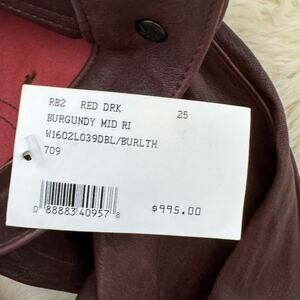 RB2 RED DRK 25
BURGUNDY MID RI
W1602L039DBL/BURLTH
709
0 88883 40957 8
$995.00